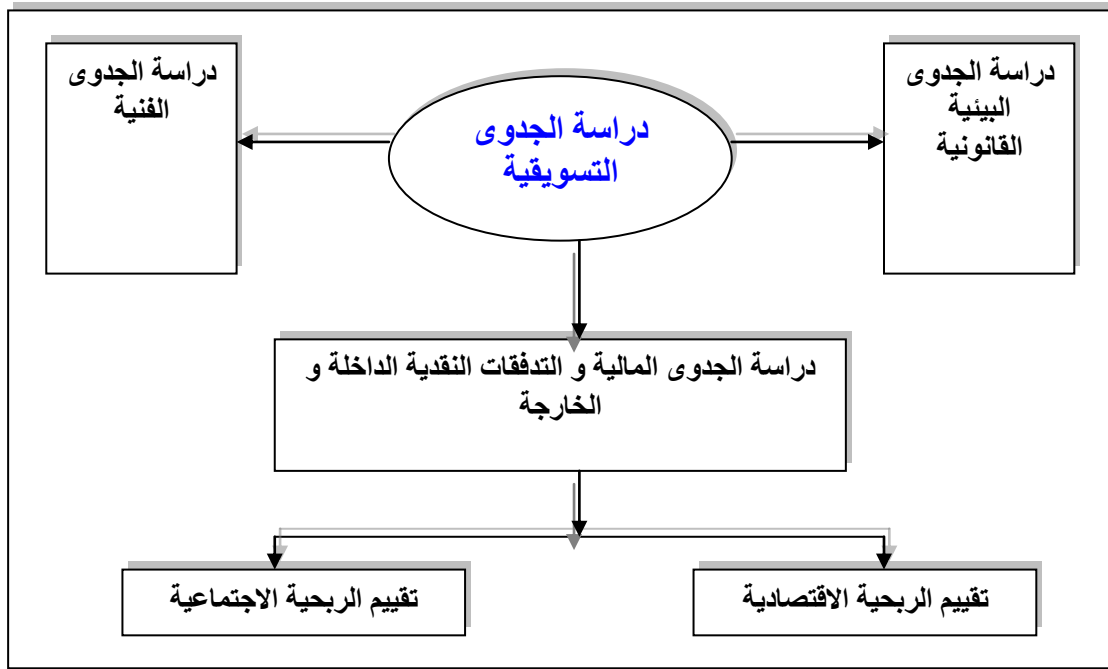 دراسة الجدوى
البيئية
القانونية
دراسة الجدوى
التسويقية
دراسة الجدوى
الفنية
دراسة الجدوى المالية و التدفقات النقدية الداخلة و
الخارجة
تقييم الربحية الاقتصادية
تقييم الربحية الاجتماعية